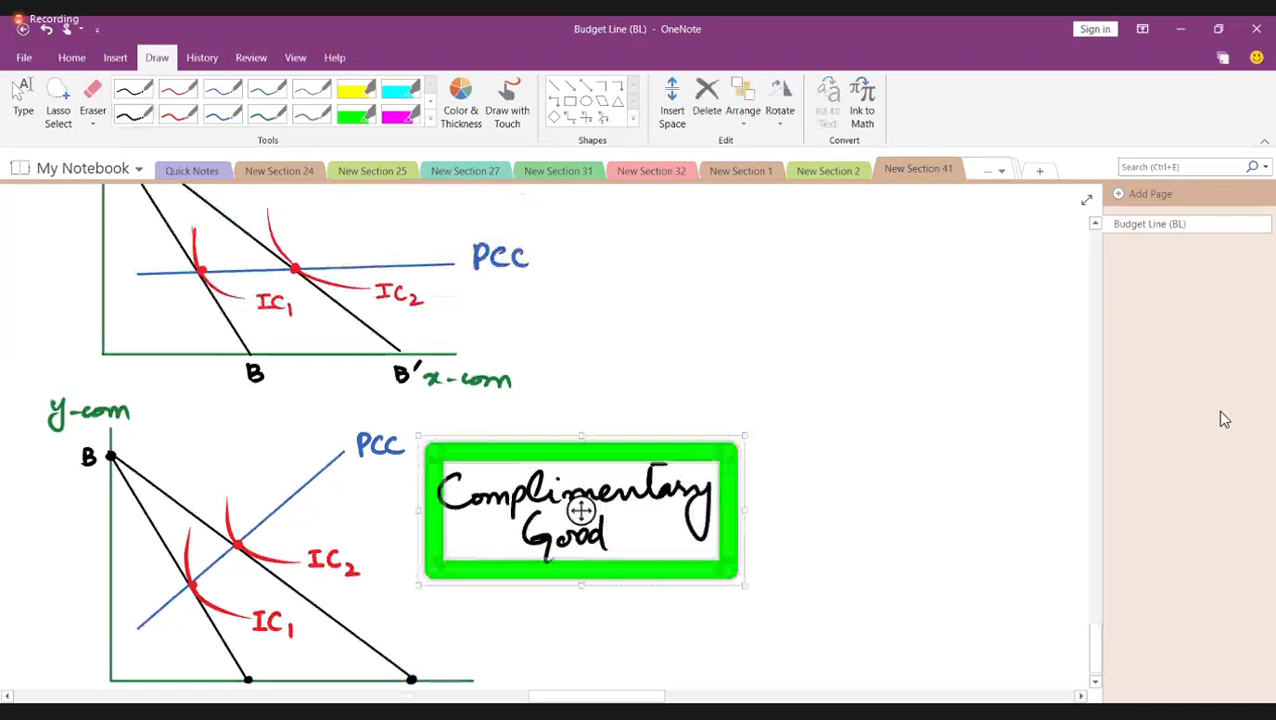 Recording
Budget Line (BL) - OneNote
Sign in
File
Home
Insert
Draw
History
Review
View
Help
Type
Lasso
Select
Eraser
Color &
Thickness
Draw with
Touch
Insert
Space
Delete
Arrange
Rotate
Ink to
Text
Ink to
Math
Tools
Shapes
Edit
Convert
My Notebook
Quick Notes
New Section 24
New Section 25
New Section 27
New Section 31
New Section 32
New Section 1
New Section 2
New Section 41
...
Search (Ctrl+E)
Add Page
Budget Line (BL)
PCC
IC1
IC2
B
B'
x-com
y-com
B
PCC
Complimentary
Good
IC2
IC1